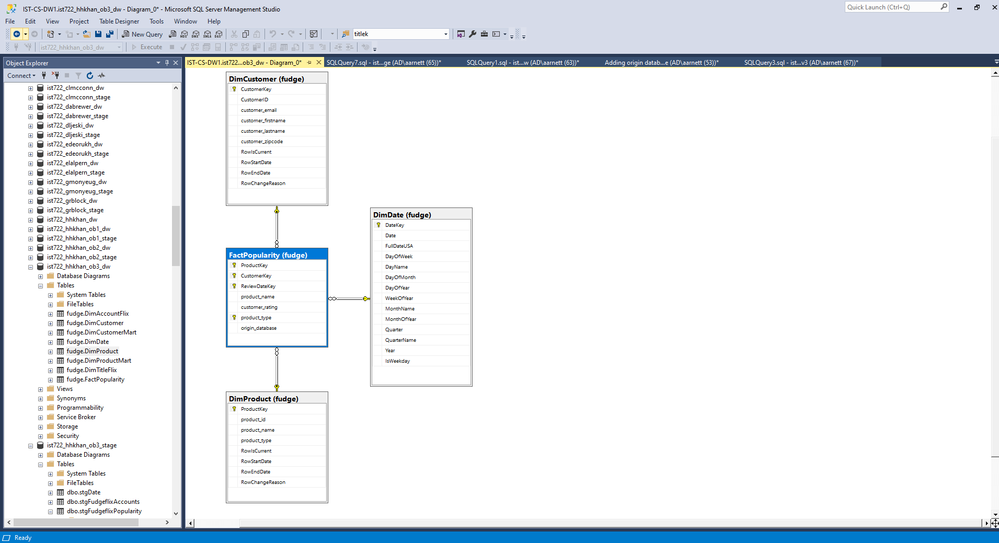 IST-CS-DW1.ist722_hhkhan_ob3_dw - Diagram_0* - Microsoft SQL Server Management Studio
Quick Launch (Ctrl+Q)
File Edit View Project Table Designer Tools Window Help
New Query MDX DMX XMLA DAX titlek
ist722_hhkhan_ob3_dw Execute
Object Explorer
Connect
ist722_clmcconn_dw
ist722_clmcconn_stage
ist722_dabrewer_dw
ist722_dabrewer_stage
ist722_dljeski_dw
ist722_dljeski_stage
ist722_edeorukh_dw
ist722_edeorukh_stage
ist722_elalpern_dw
ist722_elalpern_stage
ist722_gmonyeug_dw
ist722_gmonyeug_stage
ist722_grblock_dw
ist722_grblock_stage
ist722_hhkhan_dw
ist722_hhkhan_ob1_dw
ist722_hhkhan_ob1_stage
ist722_hhkhan_ob2_dw
ist722_hhkhan_ob2_stage
ist722_hhkhan_ob3_dw
Database Diagrams
Tables
System Tables
FileTables
fudge.DimAccountFlix
fudge.DimCustomer
fudge.DimCustomerMart
fudge.DimDate
fudge.DimProduct
fudge.DimProductMart
fudge.DimTitleFlix
fudge.FactPopularity
Views
Synonyms
Programmability
Service Broker
Storage
Security
ist722_hhkhan_ob3_stage
Database Diagrams
Tables
System Tables
FileTables
dbo.stgDate
dbo.stgFudgeflixAccounts
dbo.stgFudgeflixPopularity
IST-CS-DW1.ist722...ob3_dw - Diagram_0* SQLQuery7.sql - ist...ge (AD\aarnett (65))* SQLQuery1.sql - ist...w (AD\aarnett (63))* Adding origin datab...e (AD\aarnett (53))* SQLQuery3.sql - ist...v3 (AD\aarnett (67))*
DimCustomer (fudge)
CustomerKey
CustomerID
customer_email
customer_firstname
customer_lastname
customer_zipcode
RowIsCurrent
RowStartDate
RowEndDate
RowChangeReason
FactPopularity (fudge)
ProductKey
CustomerKey
ReviewDateKey
product_name
customer_rating
product_type
origin_database
DimDate (fudge)
DateKey
Date
FullDateUSA
DayOfWeek
DayName
DayOfMonth
DayOfYear
WeekOfYear
MonthName
MonthOfYear
Quarter
QuarterName
Year
IsWeekday
DimProduct (fudge)
ProductKey
product_id
product_name
product_type
RowIsCurrent
RowStartDate
RowEndDate
RowChangeReason
Ready